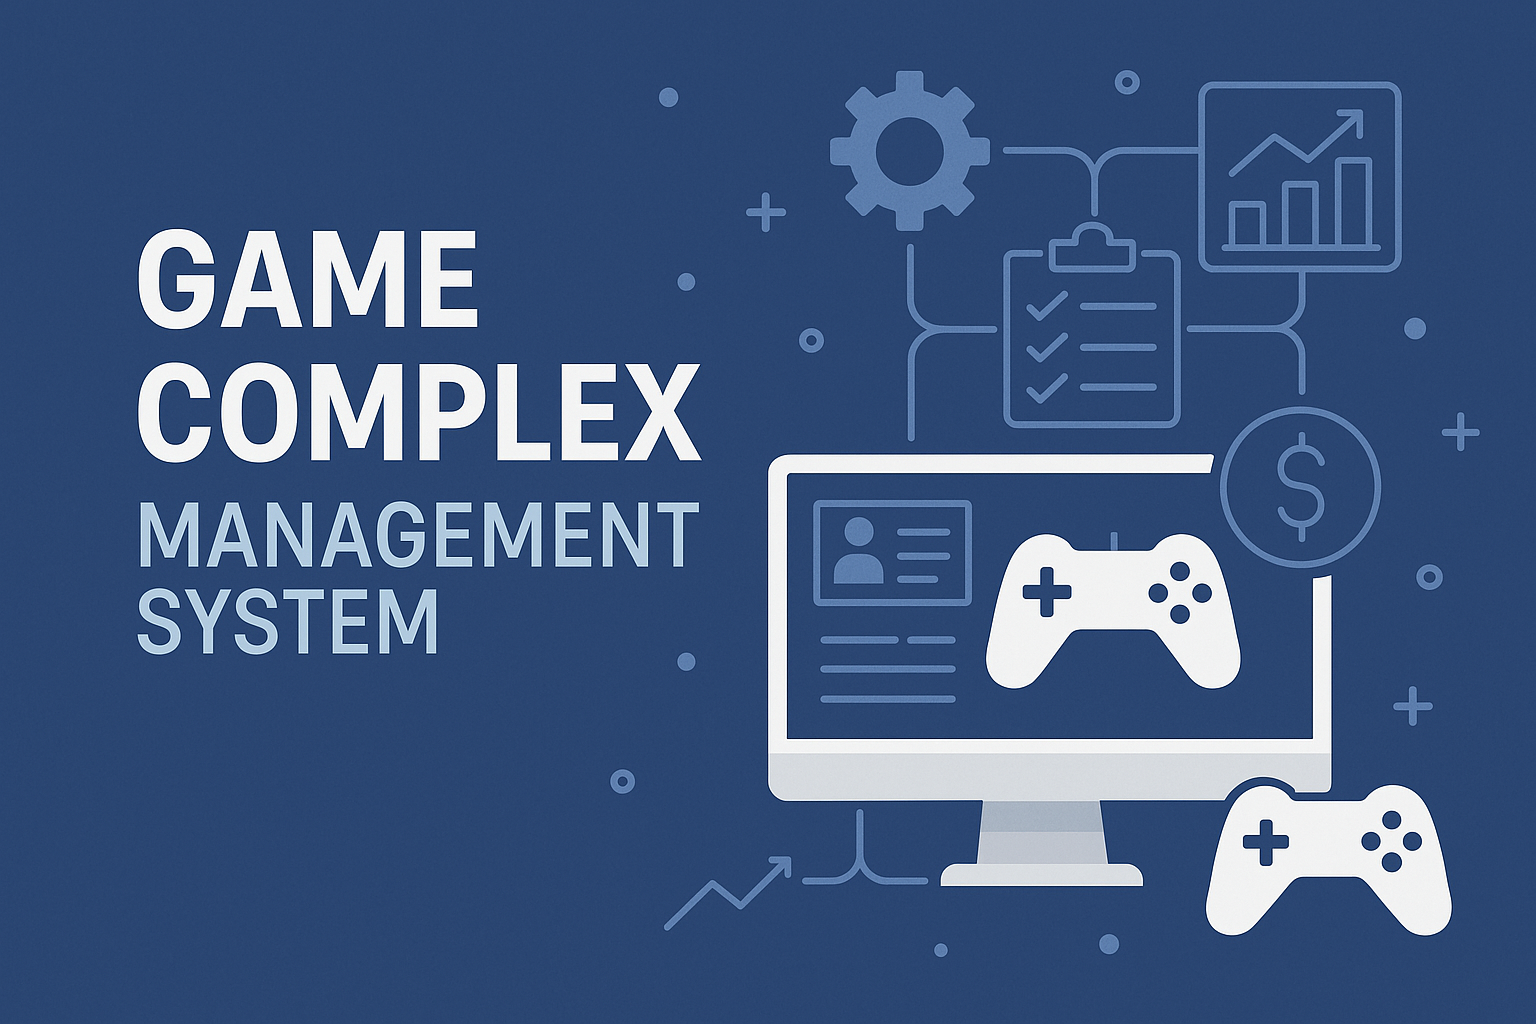 GAME
COMPLEX
MANAGEMENT
SYSTEM
$